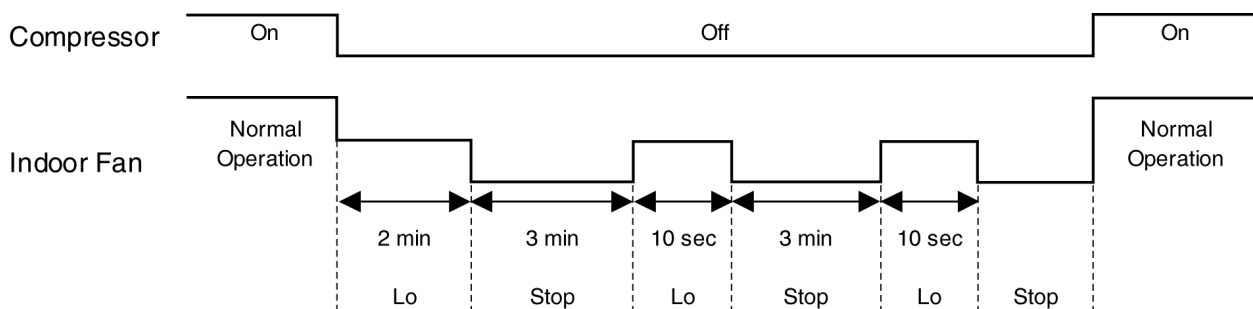 Compressor
On
Off
On
Indoor Fan
Normal
Operation
Normal
Operation
2 min
3 min
10 sec
3 min
10 sec
Lo
Stop
Lo
Stop
Lo
Stop